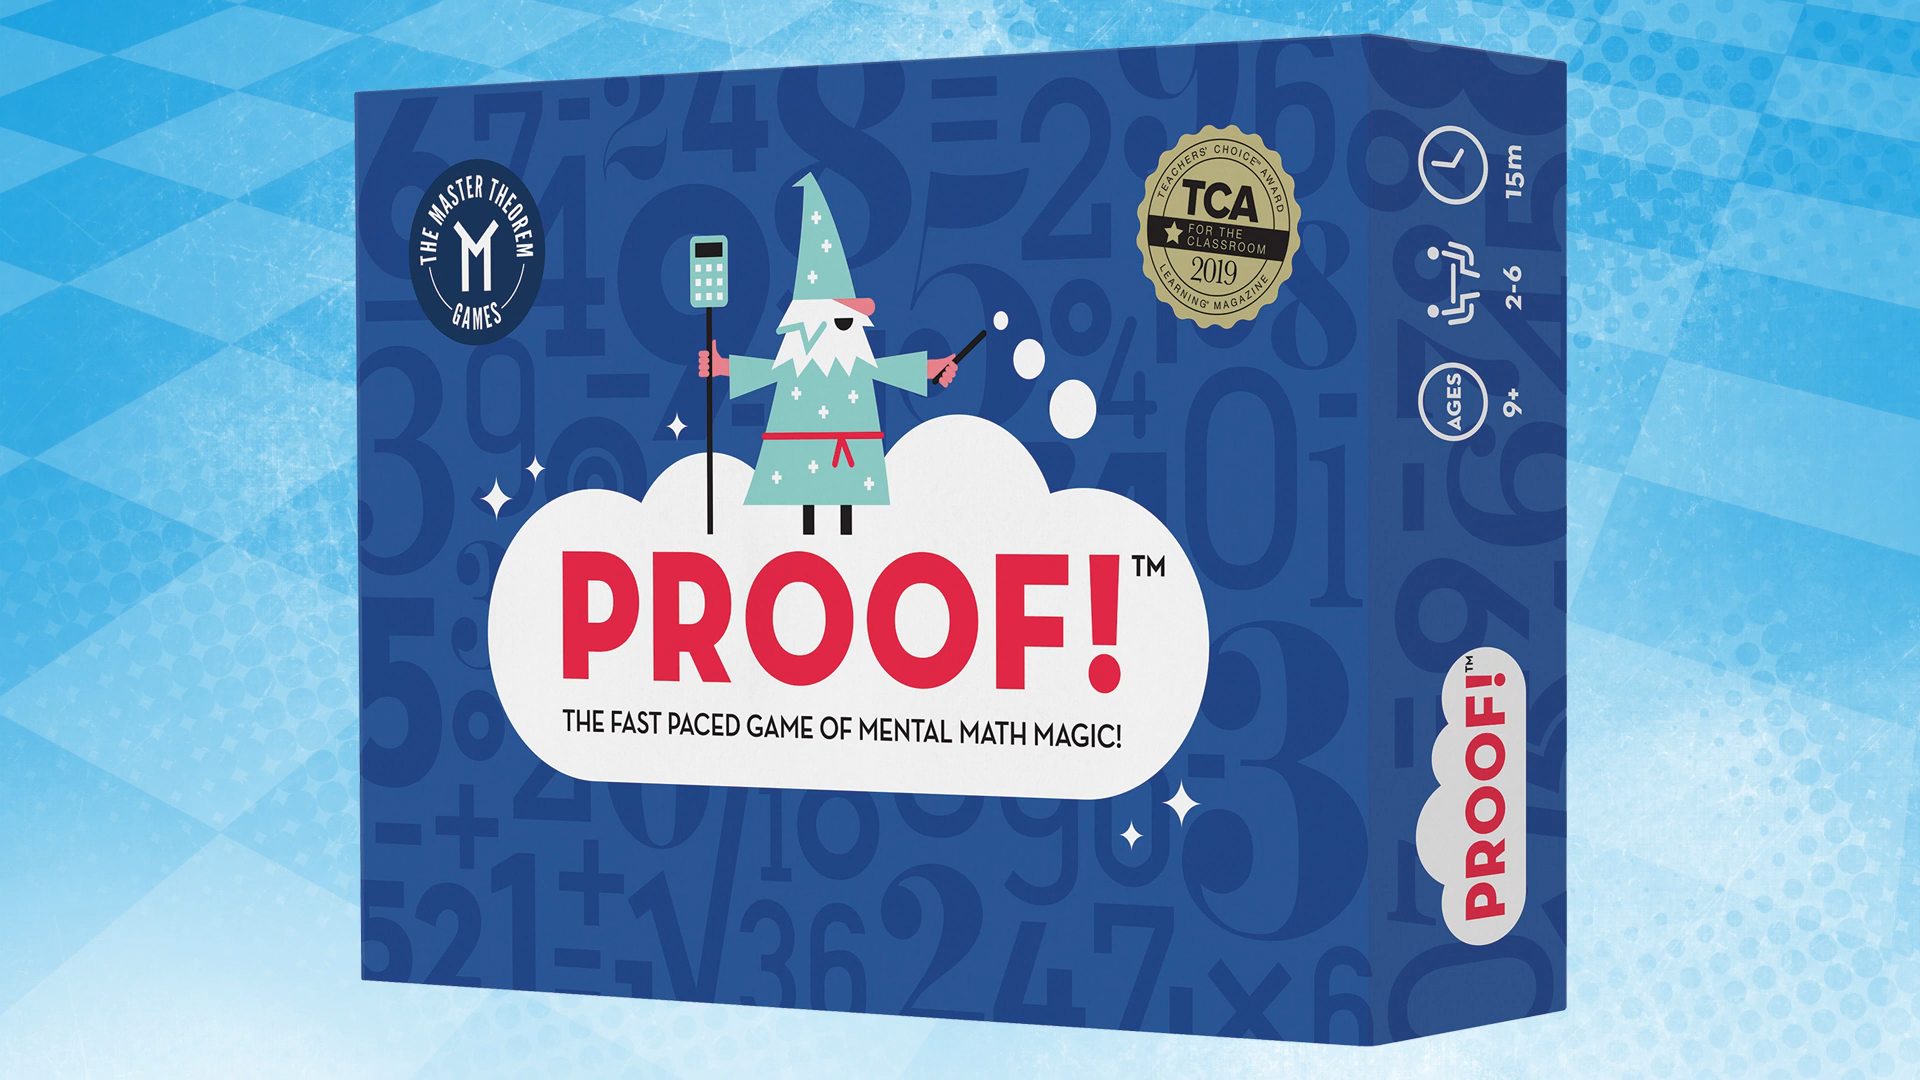 THE MASTER THEOREM
M
GAMES
TEACHERS' CHOICE℠ AWARD
TCA
FOR THE
CLASSROOM
2019
LEARNING® MAGAZINE
PROOF!™
THE FAST PACED GAME OF MENTAL MATH MAGIC!
15m
2-6
AGES
9+
PROOF!™